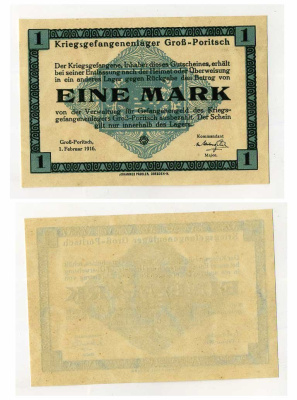 1 1
Kriegsgefangenenlager Groß-Poritsch
Der Kriegsgefangene, Inhaber dieses Gutscheines, erhält
bei seiner Entlassung nach der Heimat oder Überweisung
in ein anderes Lager gegen Rückgabe den Betrag von
EINE MARK
von der Verwaltung für Gefangenengeld des Kriegs-
gefangenenlagers Groß-Poritsch ausbezahlt. Der Schein
gilt nur innerhalb des Lagers.
Groß-Poritsch,
1. Februar 1916.
Kommandant
Major.
1 1